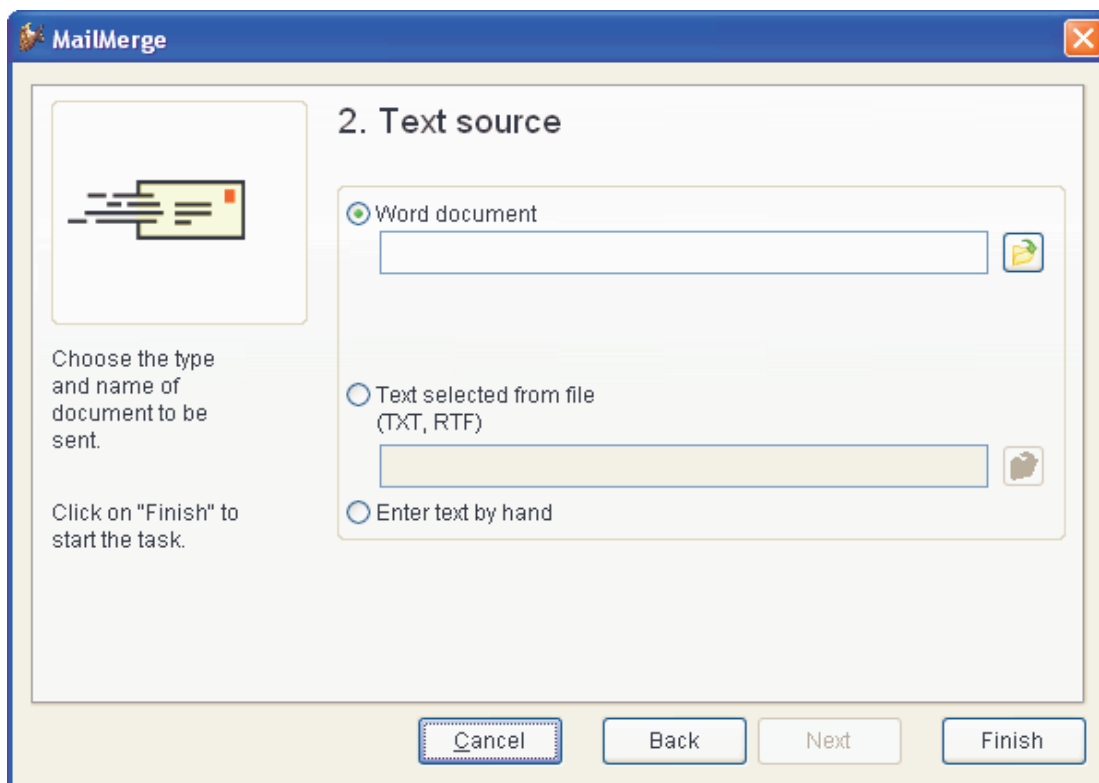 MailMerge
2. Text source
Word document
Text selected from file
(TXT, RTF)
Enter text by hand
Choose the type
and name of
document to be
sent.
Click on "Finish" to
start the task.
Cancel
Back
Next
Finish